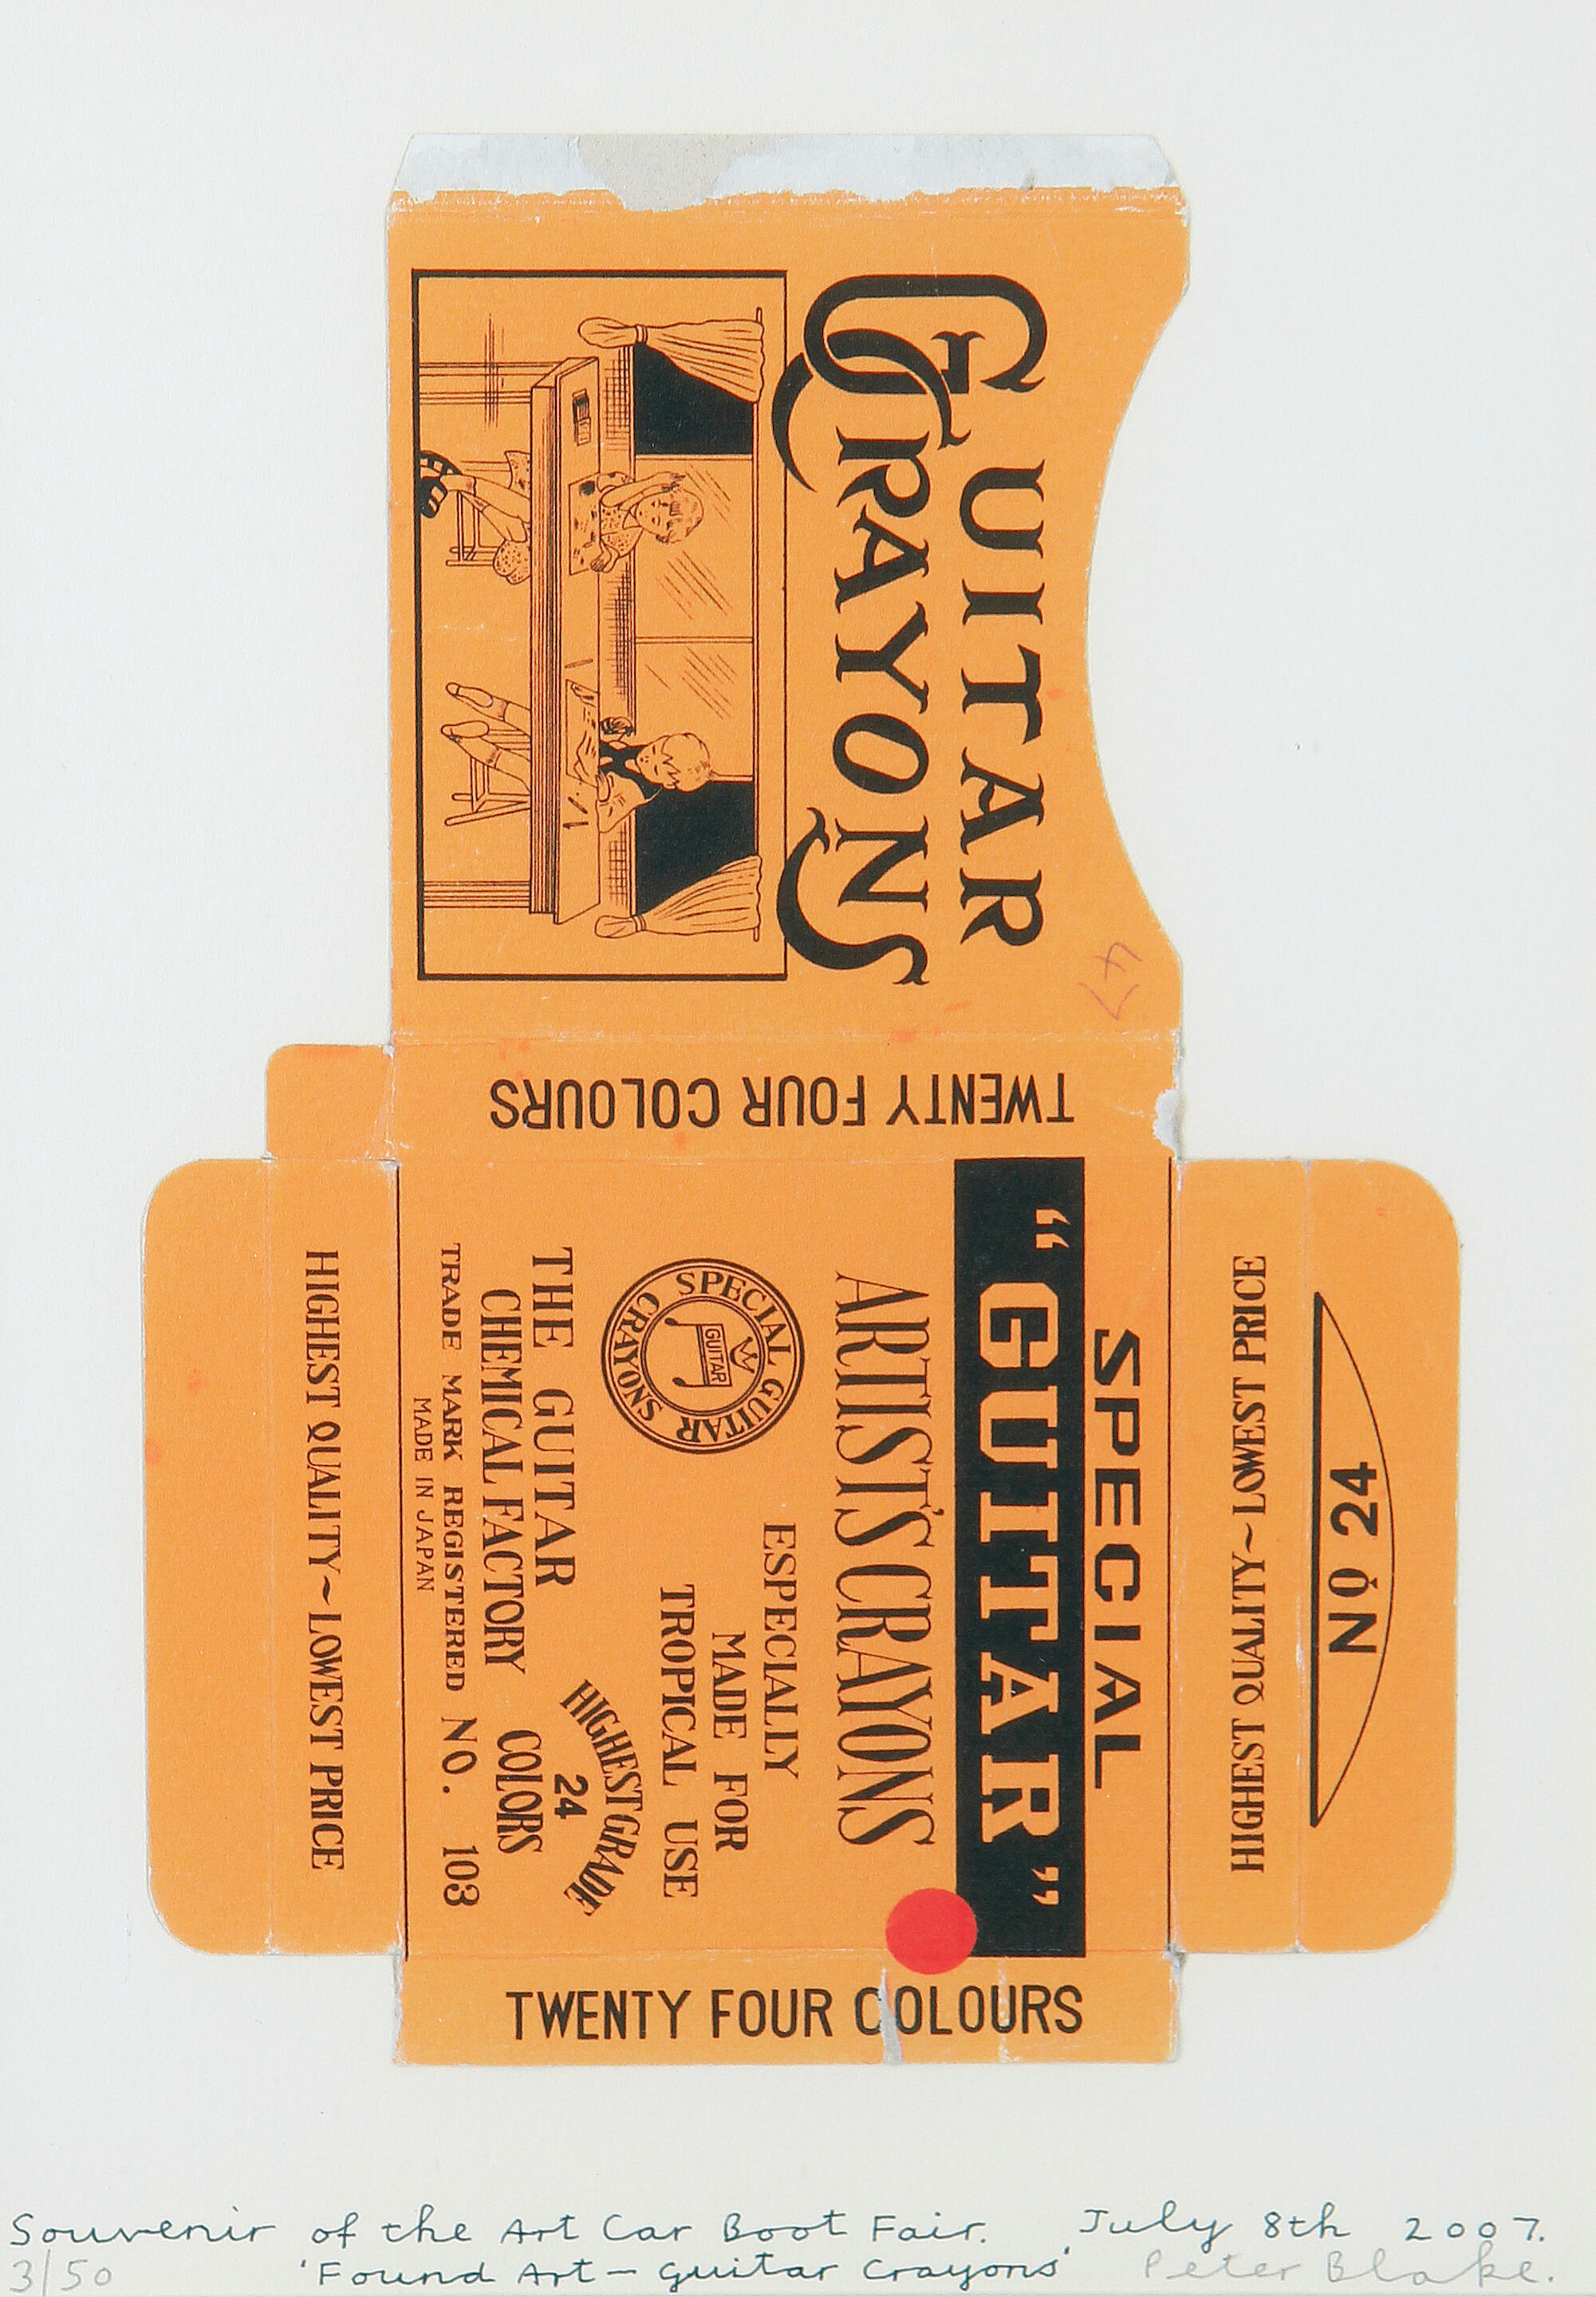 GUITAR
CRAYONS
TWENTY FOUR COLOURS
SPECIAL
“GUITAR”
ARTIST'S CRAYONS
ESPECIALLY
MADE FOR
TROPICAL USE
SPECIAL GUITAR CRAYONS
GUITAR
HIGHEST GRADE
24
COLORS
THE GUITAR
CHEMICAL FACTORY
TRADE MARK REGISTERED NO. 103
MADE IN JAPAN
HIGHEST QUALITY~LOWEST PRICE
HIGHEST QUALITY~LOWEST PRICE
Nº 24
TWENTY FOUR COLOURS
Souvenir of the Art Car Boot Fair. July 8th 2007.
3/50 'Found Art - Guitar Crayons' Peter Blake.